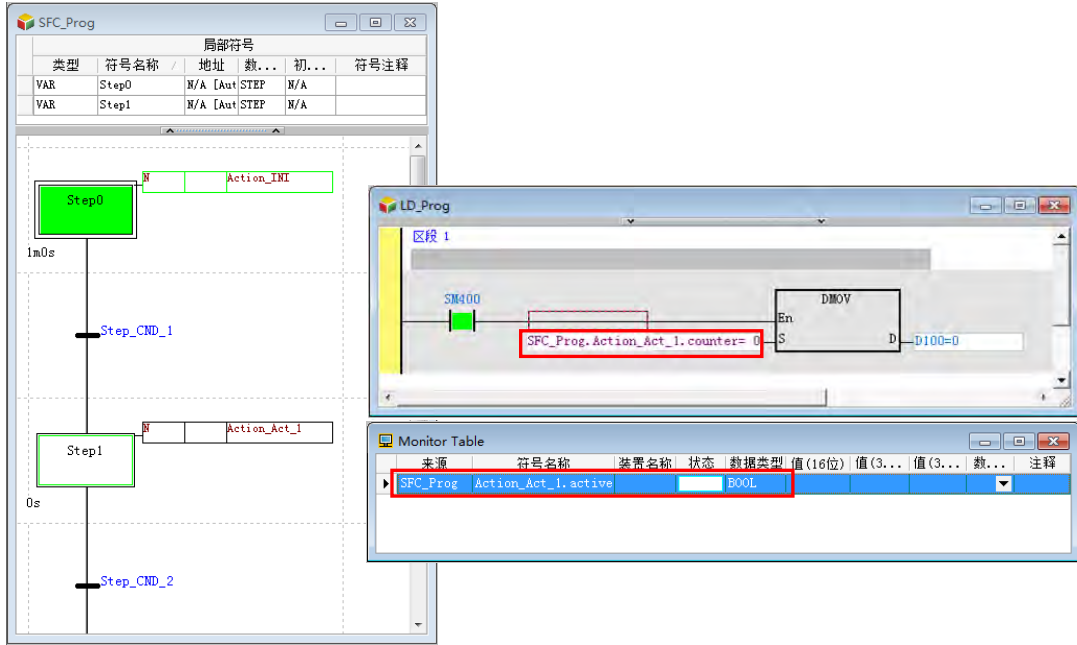 SFC_Prog
局部符号
类型 符号名称 / 地址 数... 初... 符号注释
VAR Step0 N/A [Aut STEP N/A
VAR Step1 N/A [Aut STEP N/A
N Action_INI
Step0
1m0s
Step_CND_1
N Action_Act_1
Step1
0s
Step_CND_2
LD_Prog
区段 1
SM400
DMOV
En
SFC_Prog.Action_Act_1.counter= 0 S D D100=0
Monitor Table
来源 符号名称 装置名称 状态 数据类型 值(16位) 值(3... 值(3... 数... 注释
SFC_Prog Action_Act_1.active BOOL